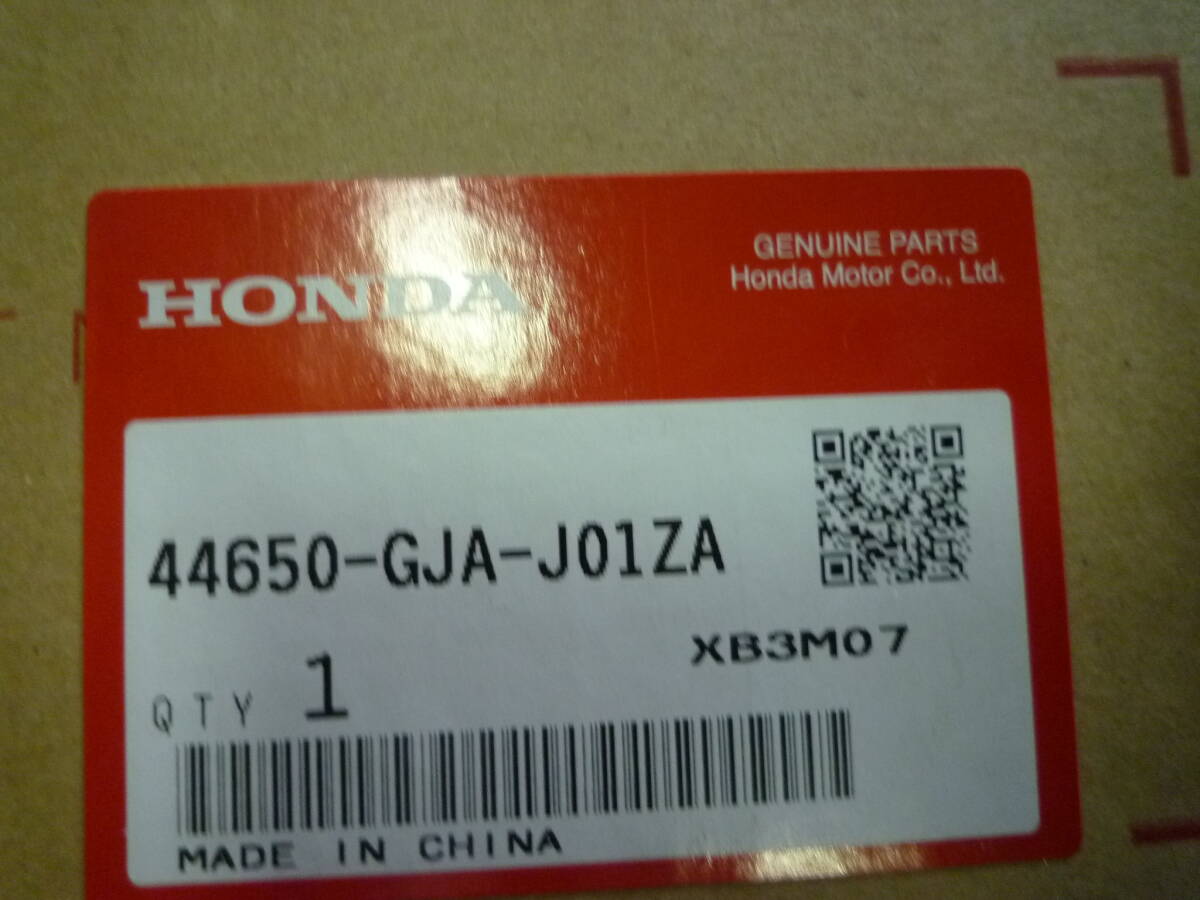 HONDA
GENUINE PARTS
Honda Motor Co., Ltd.
44650-GJA-J01ZA
XB3M07
QTY 1
MADE IN CHINA